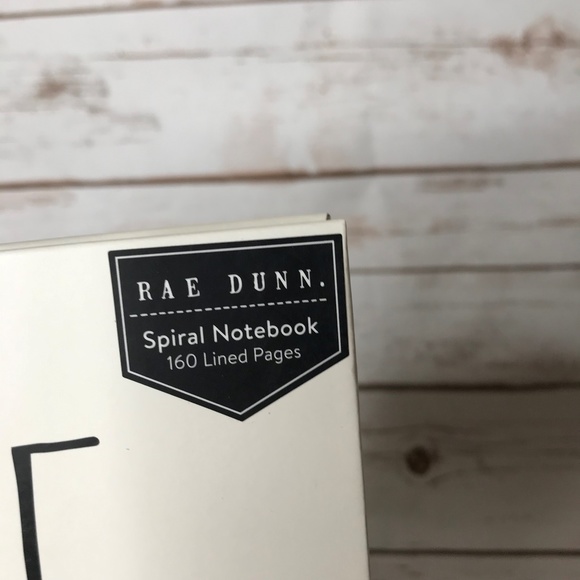 RAE DUNN.
Spiral Notebook
160 Lined Pages